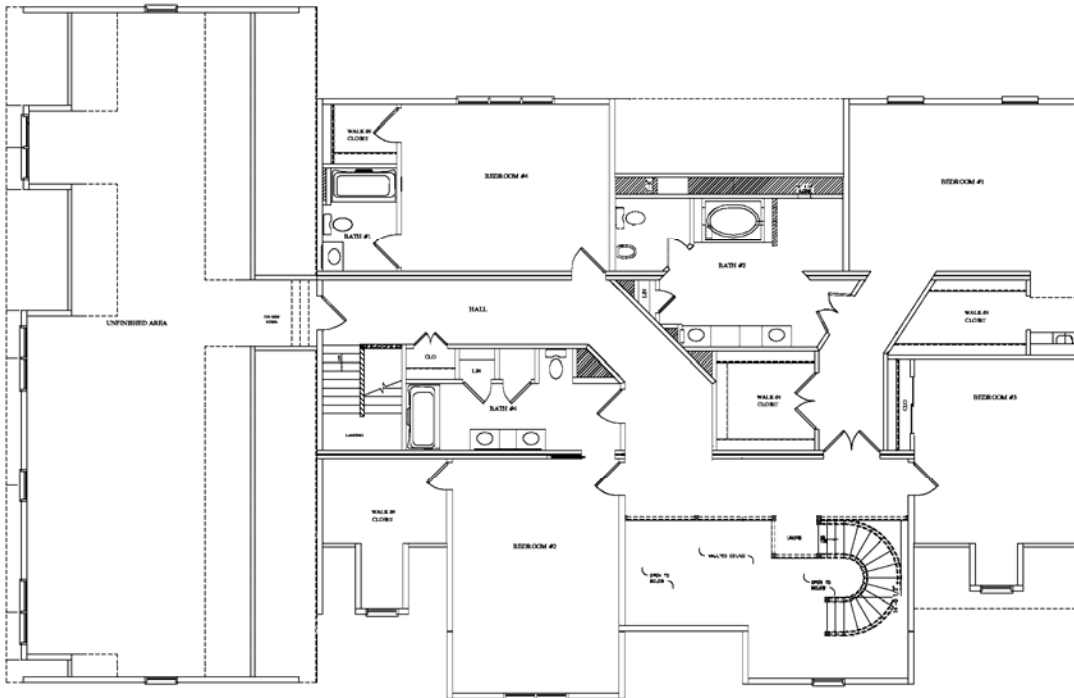 WALK-IN
CLOSET
BEDROOM #4
BEDROOM #1
BATH #1
BATH #2
LIN
UNFINISHED AREA
HALL
WALK-IN
CLOSET
CLO
LIN
BATH #4
WALK-IN
CLOSET
CLO
BEDROOM #3
LANDING
WALK-IN
CLOSET
BEDROOM #2
VAULTED CEILING
OPEN TO
BELOW
OPEN TO
BELOW